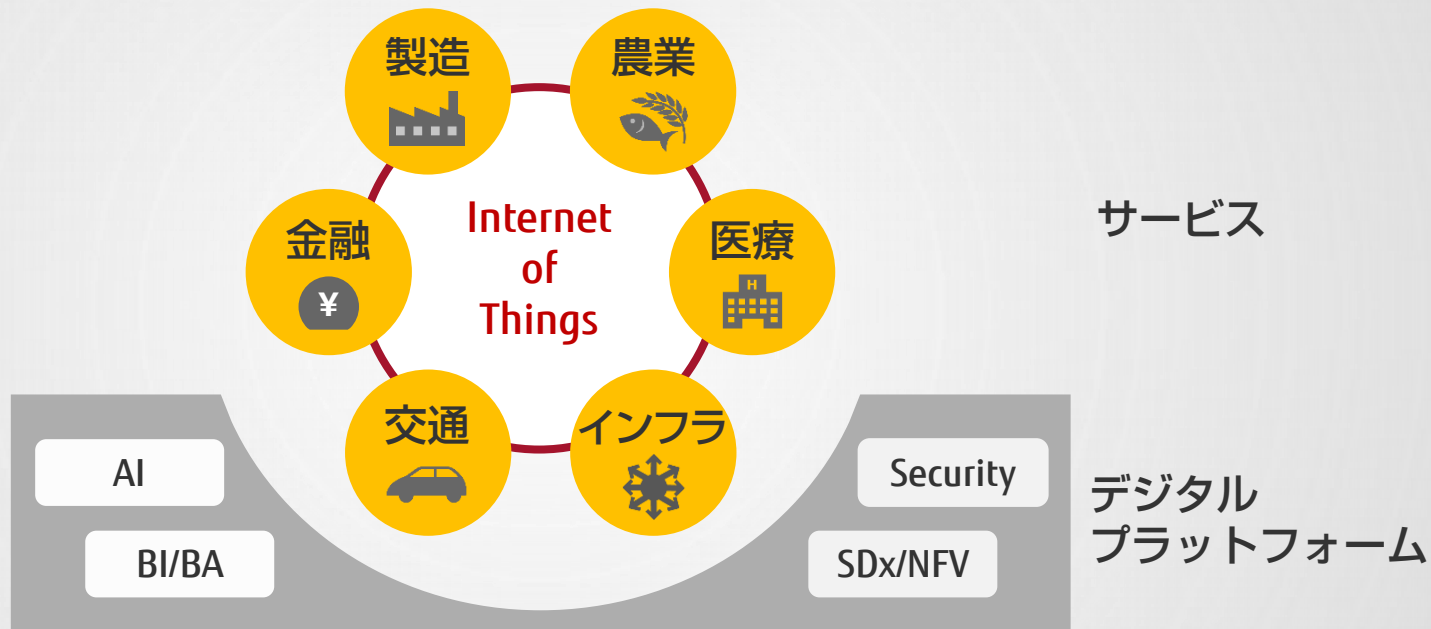 製造
農業
金融
¥
Internet
of
Things
医療
H
サービス
交通
インフラ
AI
BI/BA
Security
SDx/NFV
デジタル
プラットフォーム